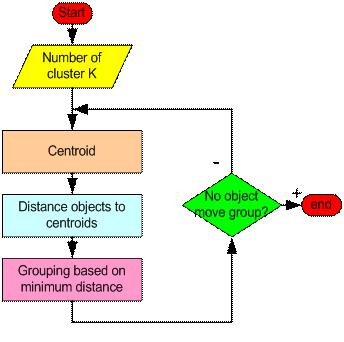 Start
Number of
cluster K
Centroid
Distance objects to
centroids
Grouping based on
minimum distance
-
No object
move group?
+
end